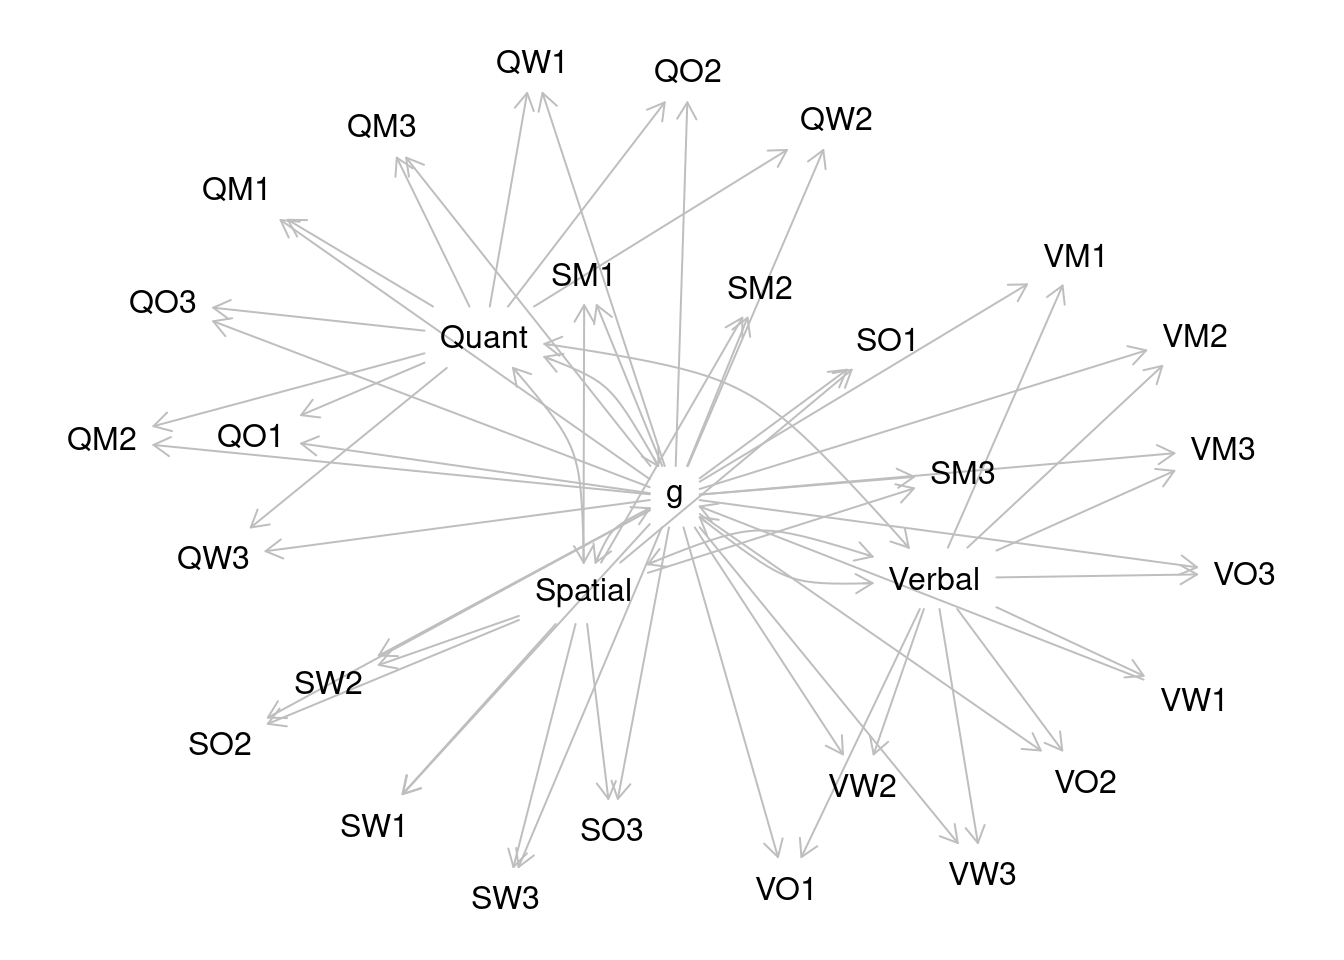 QW1
QO2
QW2
QM3
QM1
VM1
SM1
SM2
QO3
Quant
SO1
VM2
QM2
QO1
VM3
SM3
g
QW3
VO3
Verbal
Spatial
SW2
VW1
SO2
VO2
VW2
SW1
SO3
VW3
VO1
SW3